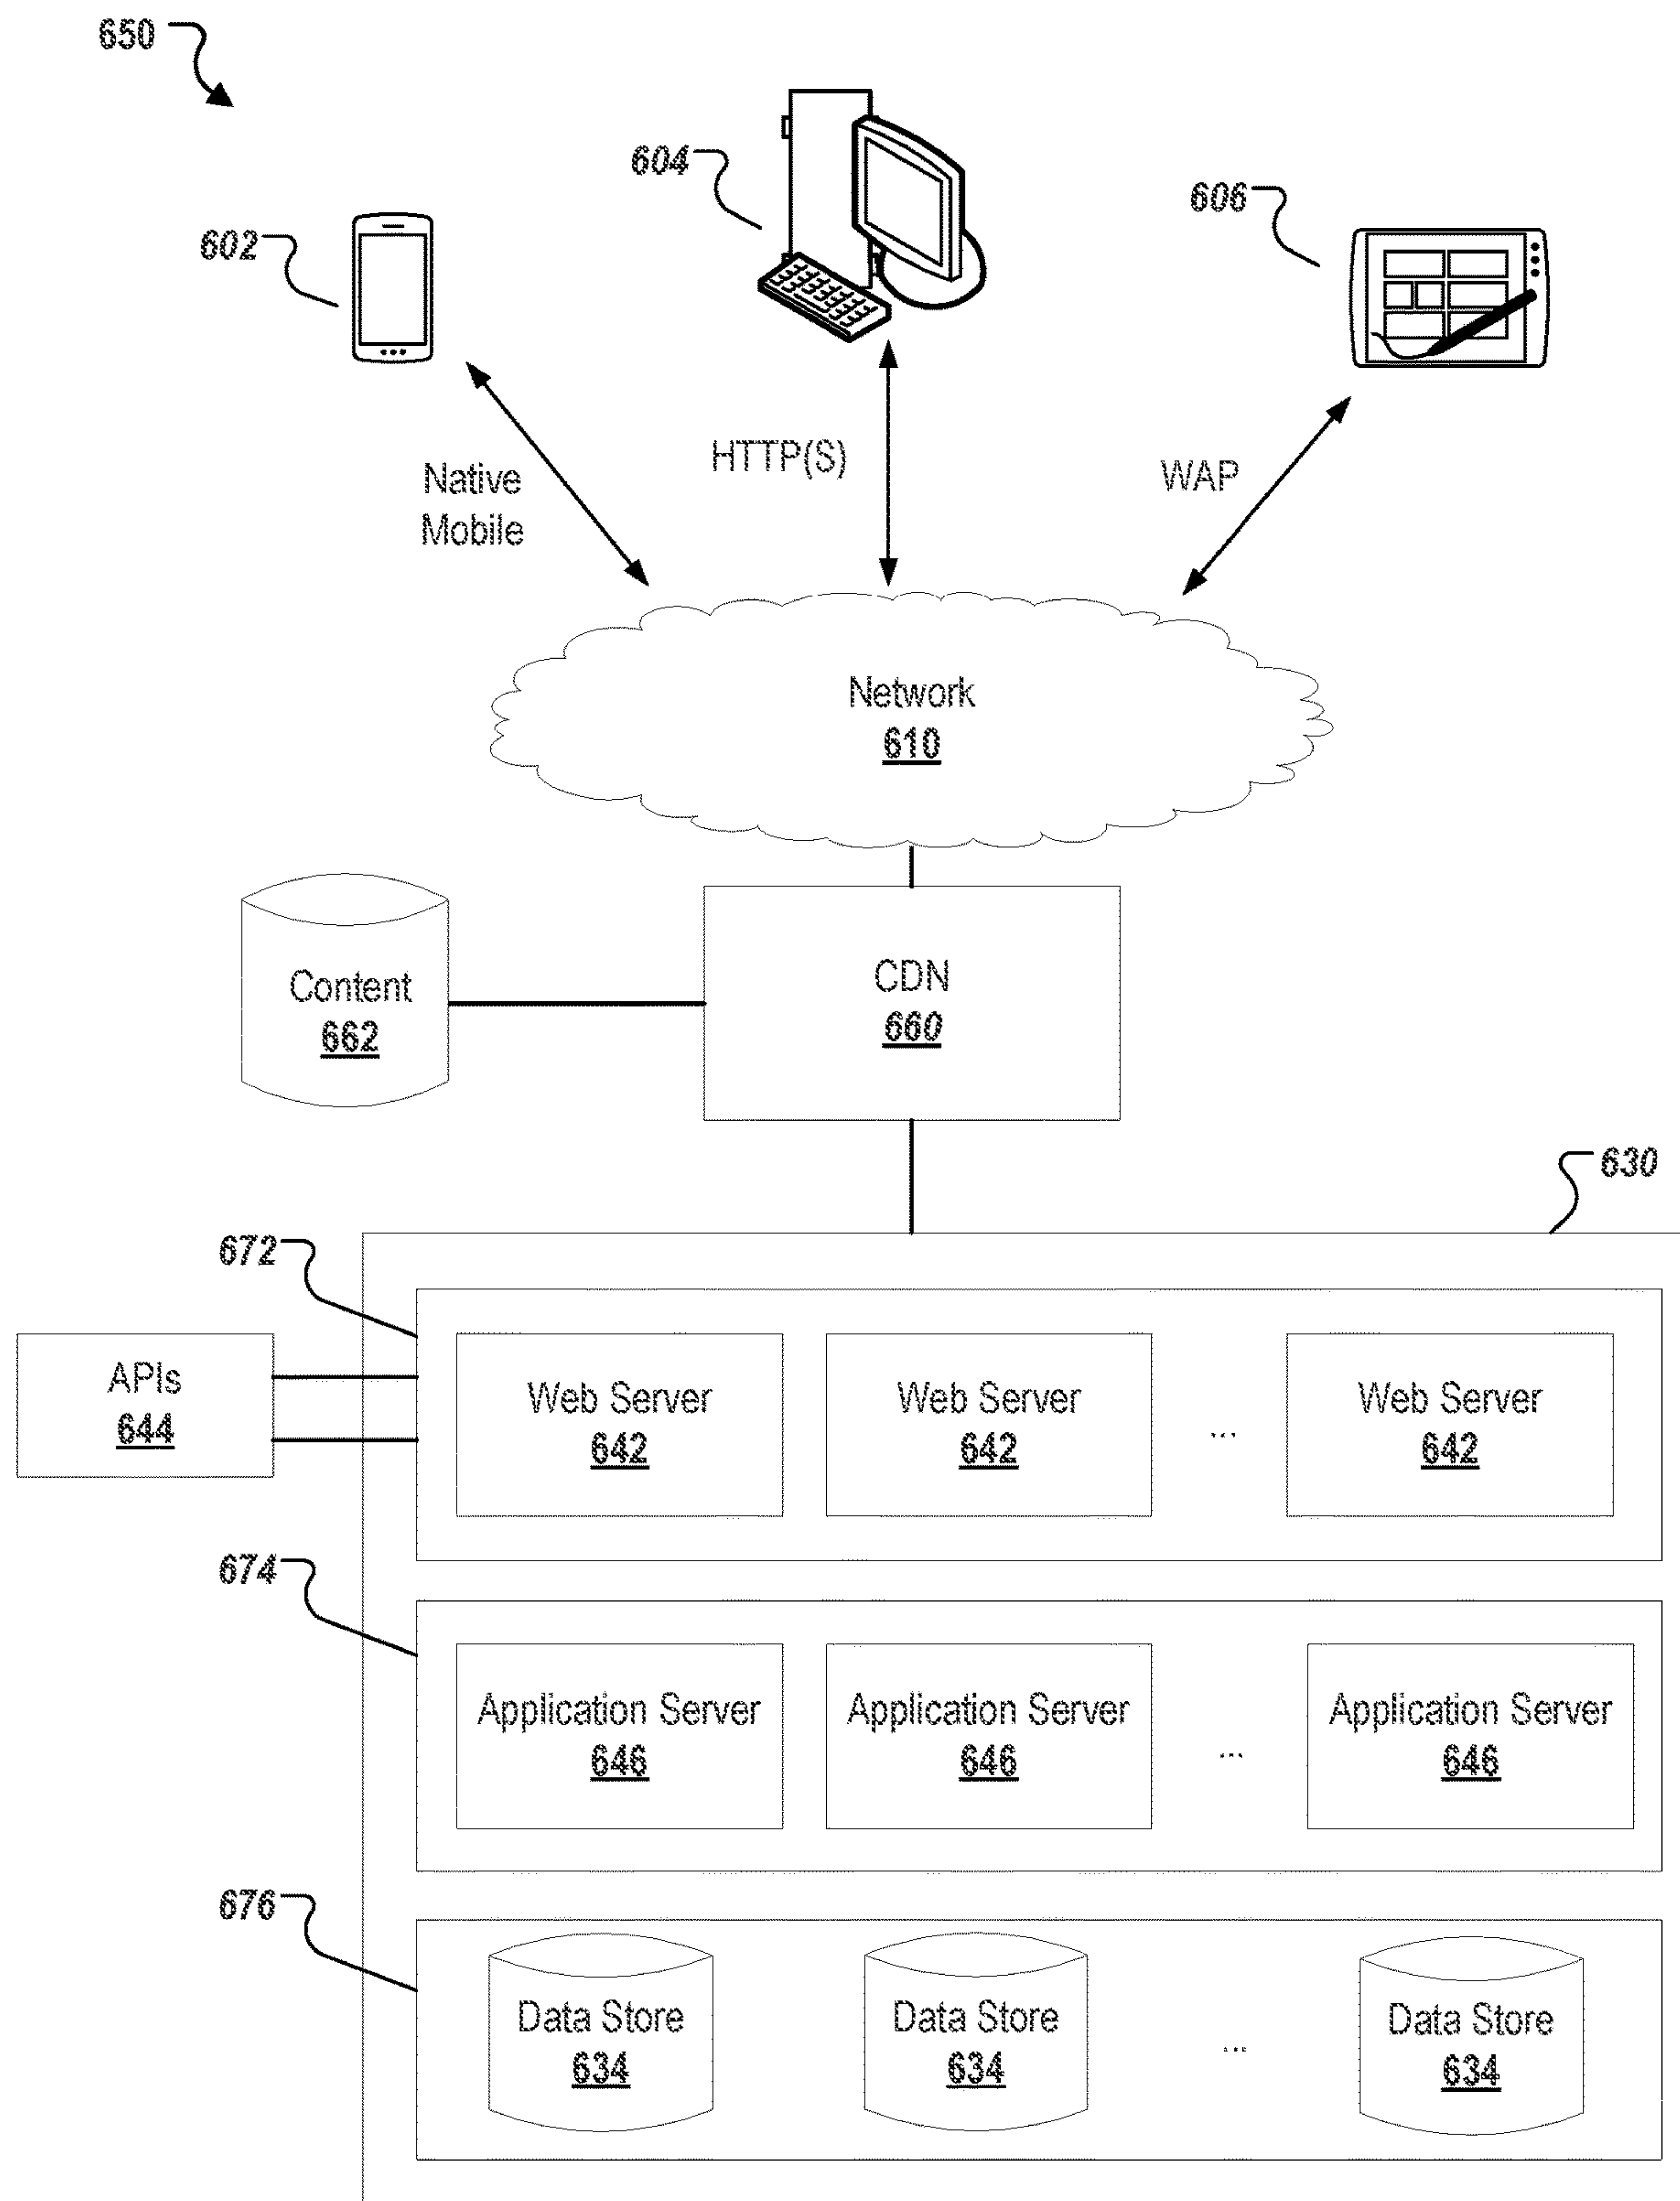 650
604
606
602
HTTP(S)
WAP
Native
Mobile
Network
610
Content
662
CDN
660
630
672
APIs
644
Web Server
642
Web Server
642
...
Web Server
642
674
Application Server
646
Application Server
646
...
Application Server
646
676
Data Store
634
Data Store
634
...
Data Store
634